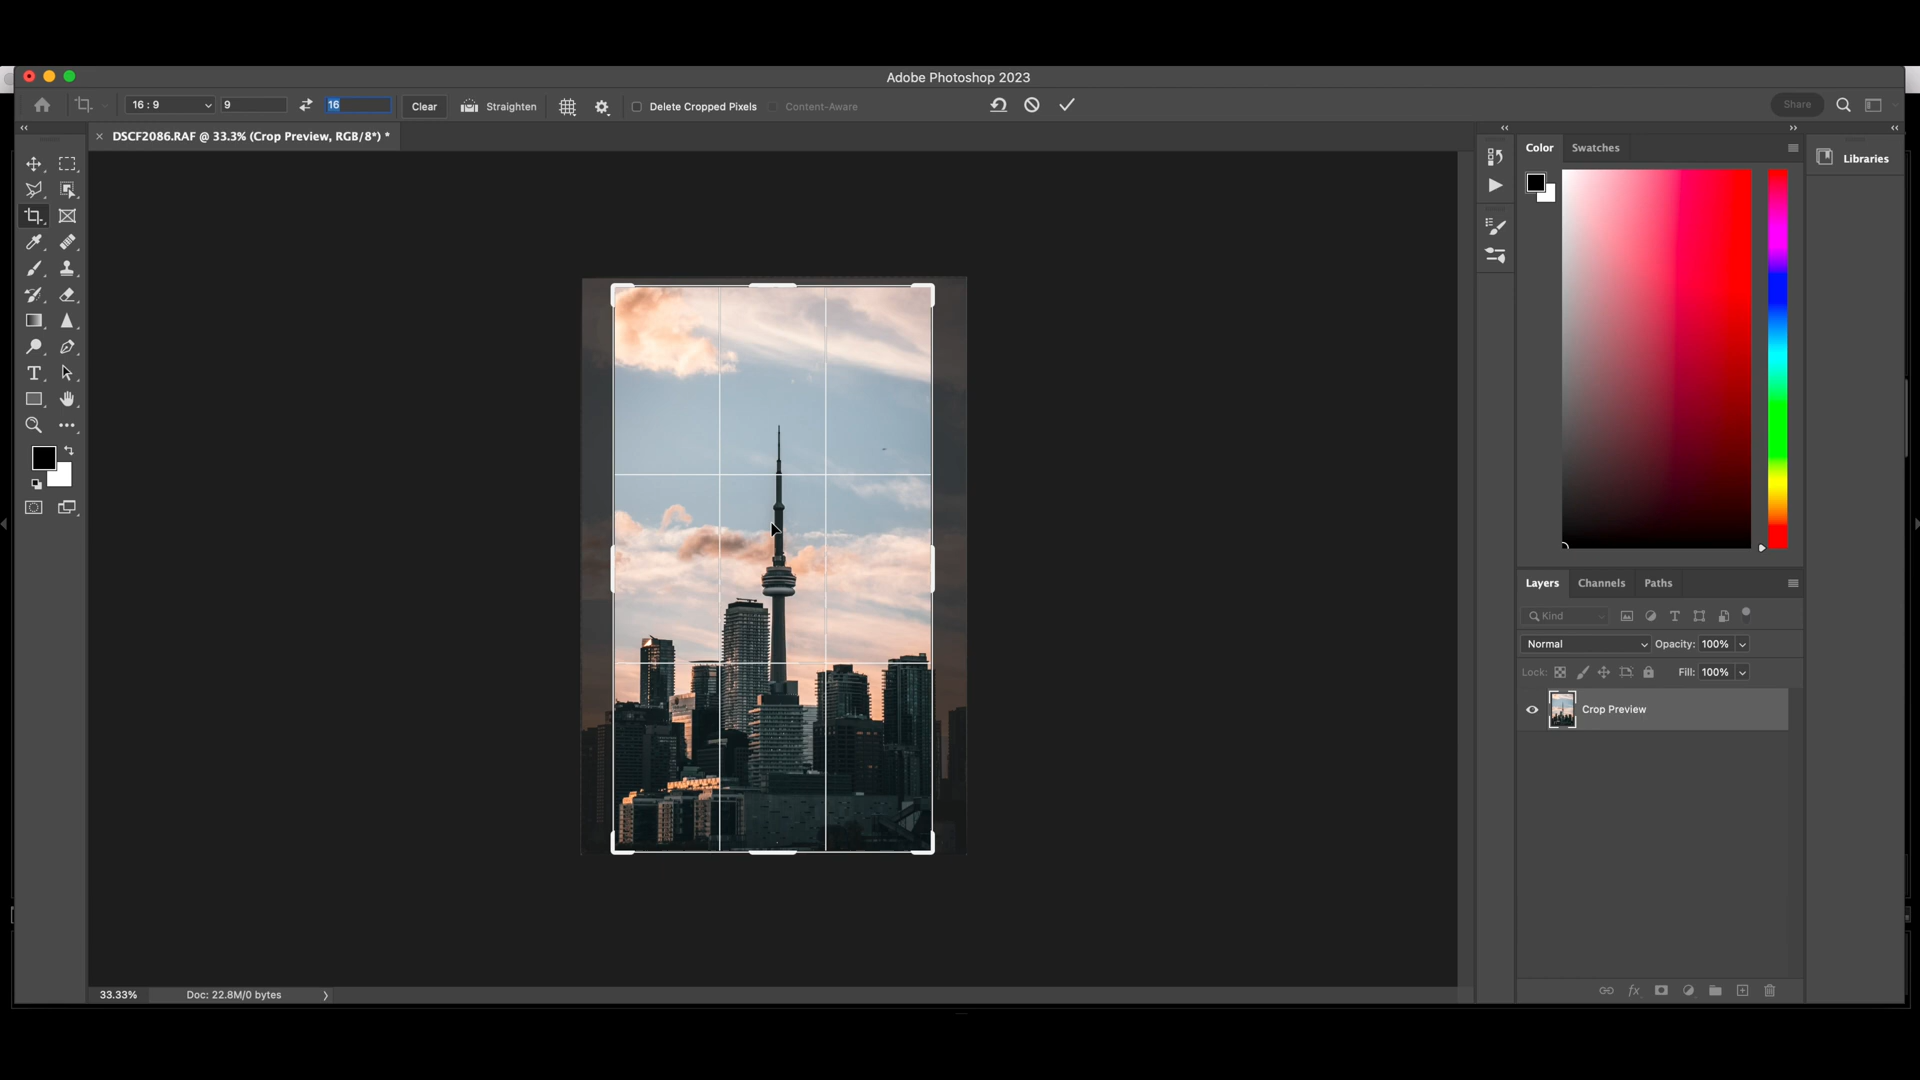 Adobe Photoshop 2023
16 : 9
9
16
Clear
Straighten
Delete Cropped Pixels
Content-Aware
Share
DSCF2086.RAF @ 33.3% (Crop Preview, RGB/8*) *
Color
Swatches
Libraries
Layers
Channels
Paths
Kind
Normal
Opacity: 100%
Lock:
Fill: 100%
Crop Preview
fx
33.33%
Doc: 22.8M/0 bytes